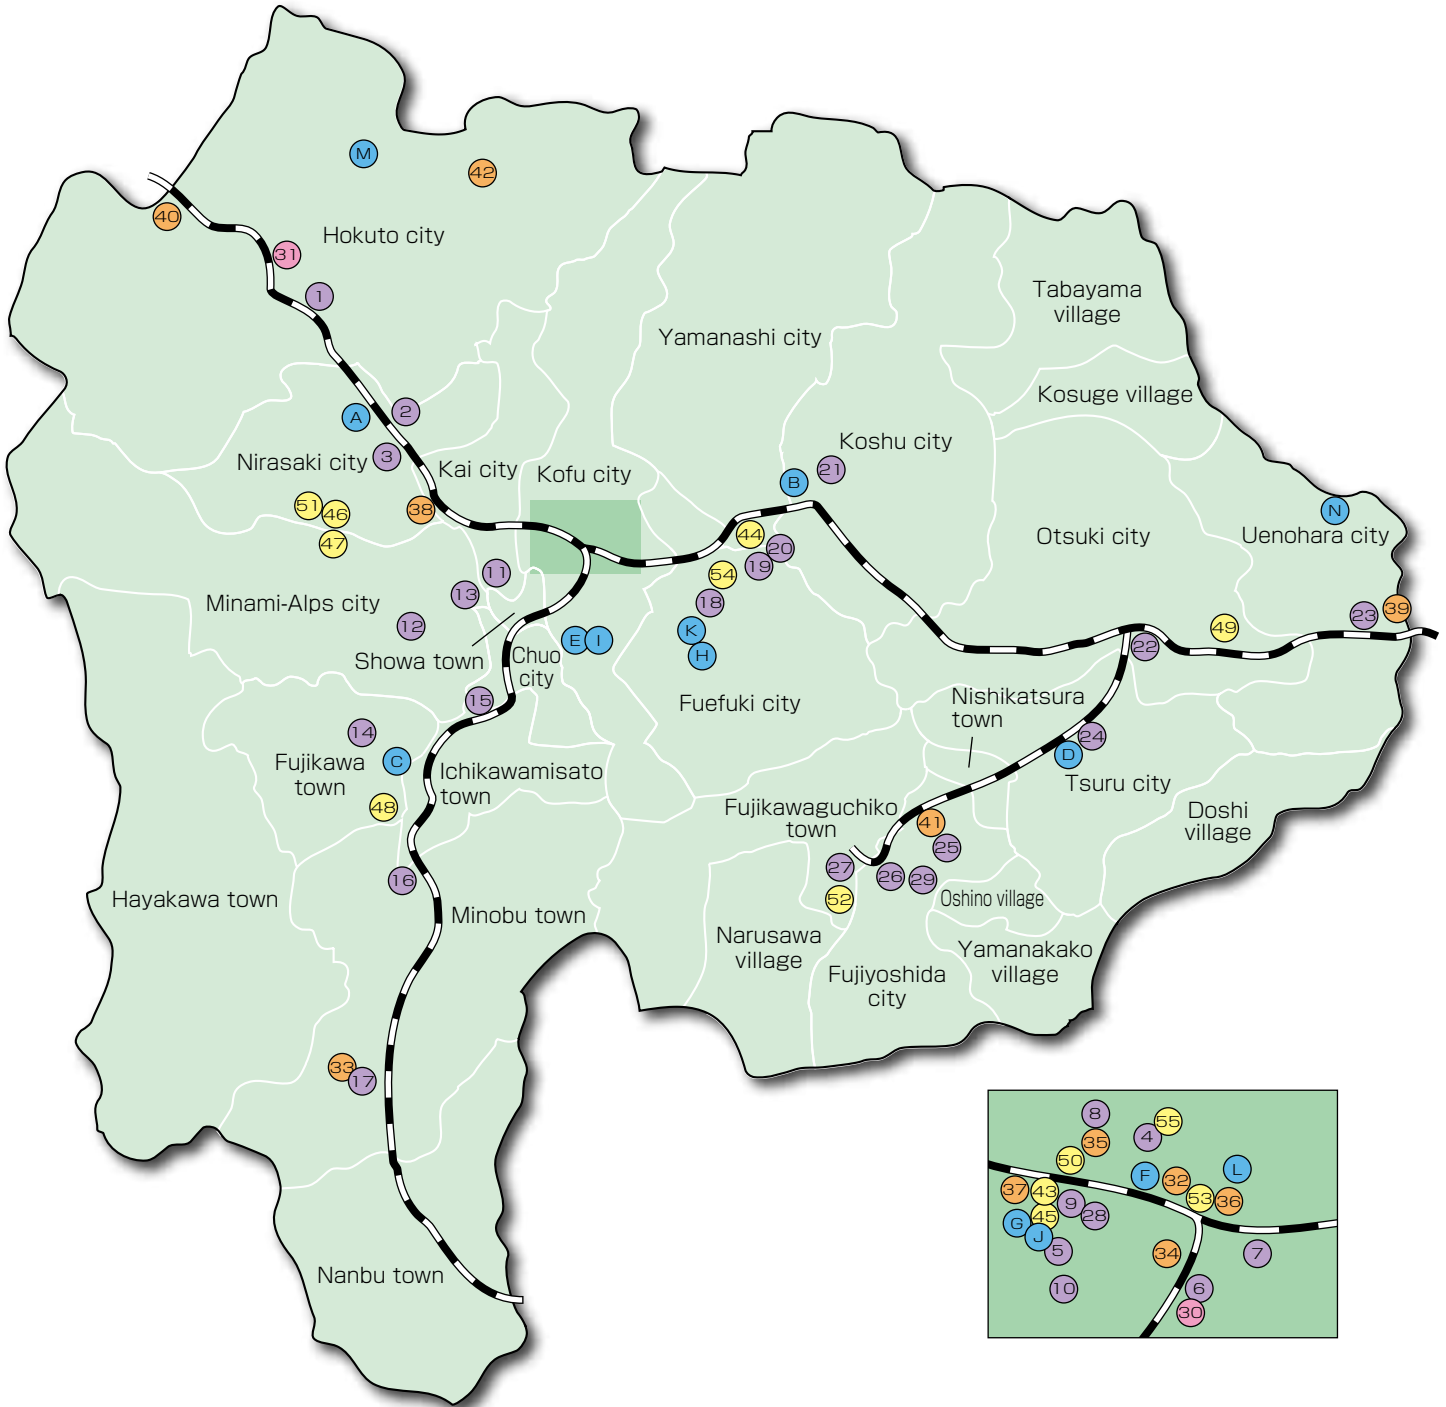 M
42
40
Hokuto city
31
1
Tabayama
village
Yamanashi city
Kosuge village
A
2
Koshu city
3
Nirasaki city
Kai city
Kofu city
21
B
51
46
38
N
47
44
Otsuki city
Uenohara city
20
19
11
54
13
Minami-Alps city
18
12
23
39
49
K
E
I
22
Showa town
H
Chuo
city
15
Fuefuki city
Nishikatsura
town
14
24
C
D
Fujikawa
town
Ichikawamisato
town
Tsuru city
48
Fujikawaguchiko
town
41
Doshi
village
25
27
16
26
29
52
Hayakawa town
Oshino village
Minobu town
Narusawa
village
Yamanakako
village
Fujiyoshida
city
33
17
8
55
4
35
50
L
F
32
37
43
53
36
9
28
45
G
J
5
34
7
10
6
30
Nanbu town